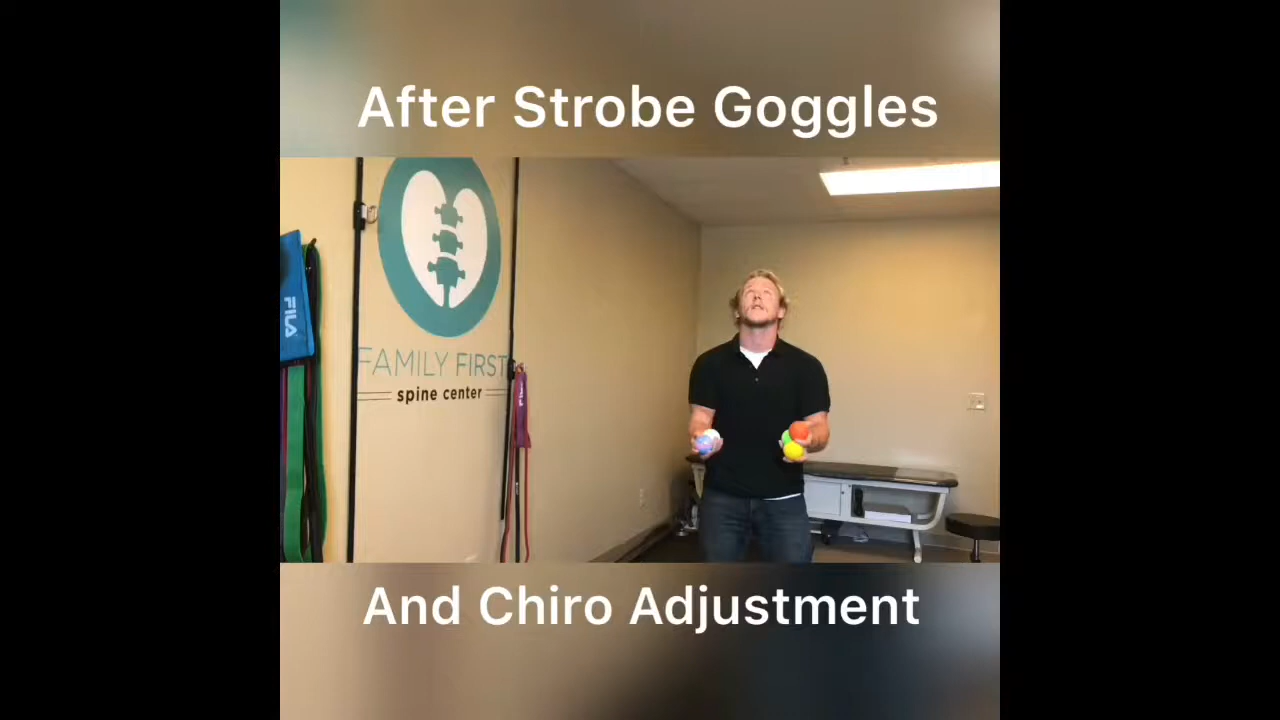 After Strobe Goggles
FILA
FAMILY FIRST
spine center
And Chiro Adjustment